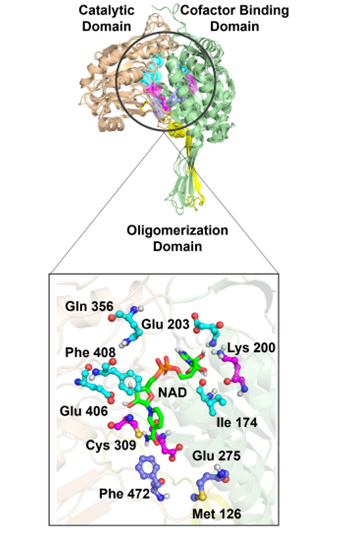 Catalytic Domain
Cofactor Binding Domain
Oligomerization
Domain
Gln 356
Glu 203
Phe 408
Lys 200
NAD
Glu 406
Ile 174
Cys 309
Glu 275
Phe 472
Met 126